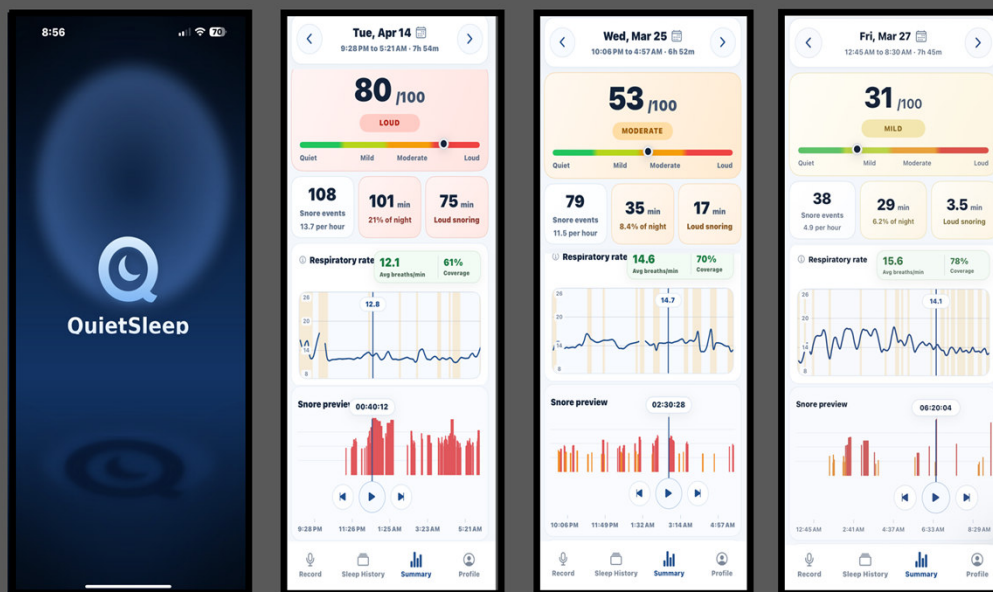 8:56
70
QuietSleep
Tue, Apr 14
9:28 PM to 5:21 AM · 7h 54m
80 /100
LOUD
Quiet Mild Moderate Loud
108
Snore events
13.7 per hour
101 min
21% of night
75 min
Loud snoring
Respiratory rate
12.1
Avg breaths/min
61%
Coverage
26
20
14
8
12.8
Snore preview
00:40:12
9:28 PM 11:26 PM 1:25 AM 3:23 AM 5:21 AM
Record Sleep History Summary Profile
Wed, Mar 25
10:06 PM to 4:57 AM · 6h 52m
53 /100
MODERATE
Quiet Mild Moderate Loud
79
Snore events
11.5 per hour
35 min
8.4% of night
17 min
Loud snoring
Respiratory rate
14.6
Avg breaths/min
70%
Coverage
26
20
14
8
14.7
Snore preview
02:30:28
10:06 PM 11:49 PM 1:32 AM 3:14 AM 4:57 AM
Record Sleep History Summary Profile
Fri, Mar 27
12:45 AM to 8:30 AM · 7h 45m
31 /100
MILD
Quiet Mild Moderate Loud
38
Snore events
4.9 per hour
29 min
6.2% of night
3.5 min
Loud snoring
Respiratory rate
15.6
Avg breaths/min
78%
Coverage
26
20
14
8
14.1
Snore preview
06:20:04
12:45 AM 2:41 AM 4:37 AM 6:33 AM 8:29 AM
Record Sleep History Summary Profile